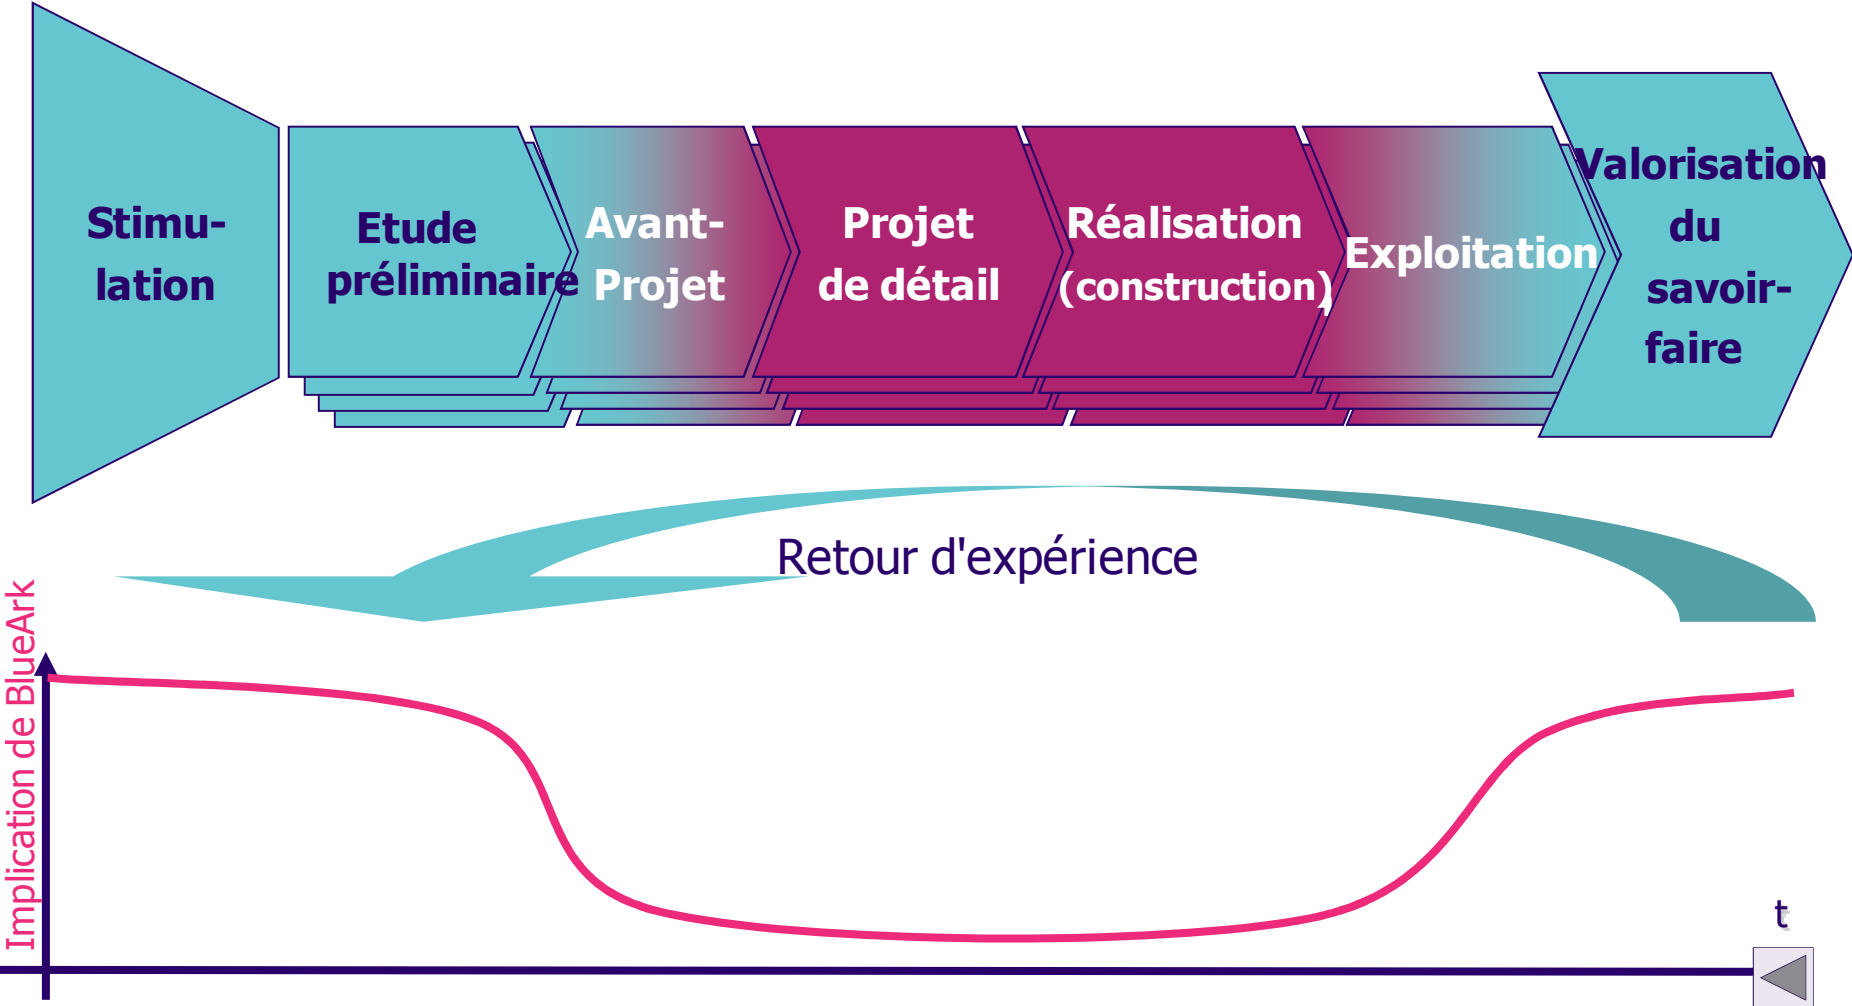 Stimu-
lation
Etude
préliminaire
Avant-
Projet
Projet
de détail
Réalisation
(construction)
Exploitation
Valorisation
du
savoir-
faire
Retour d'expérience
Implication de BlueArk
t